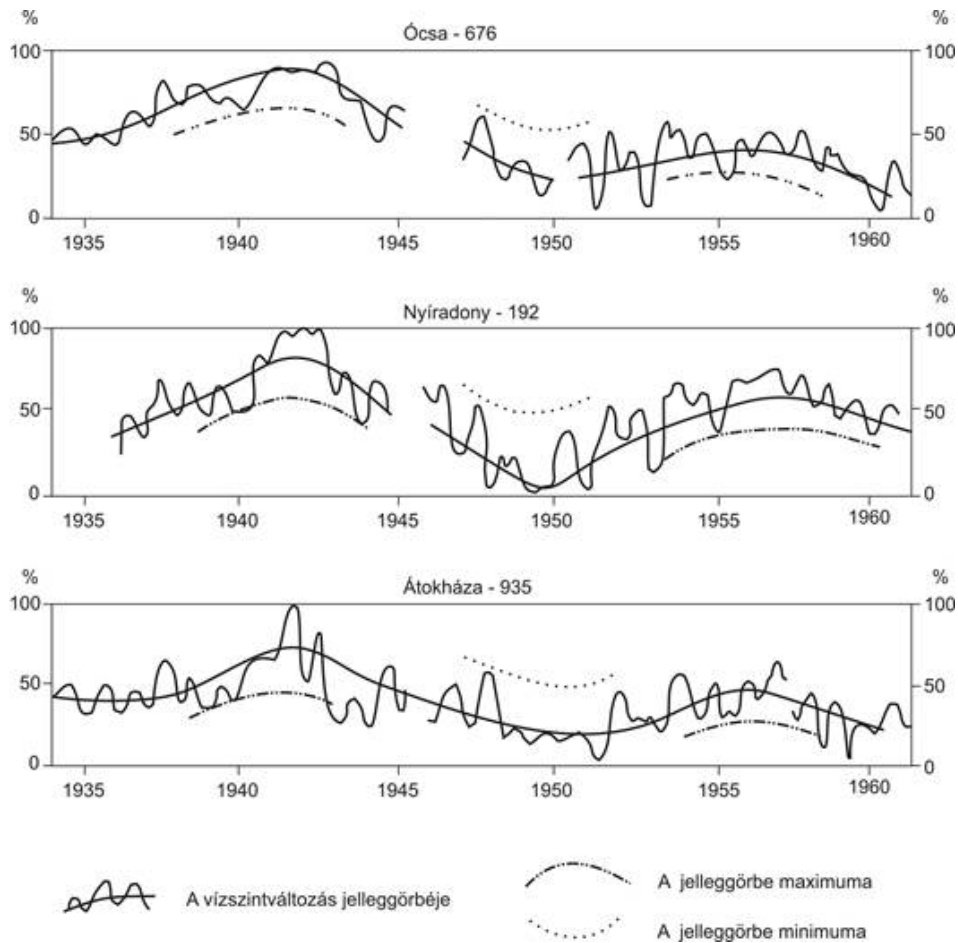 % %
Ócsa - 676
100 100
50 50
0 0
1935 1940 1945 1950 1955 1960
% %
Nyíradony - 192
100 100
50 50
0 0
1935 1940 1945 1950 1955 1960
% %
Átokháza - 935
100 100
50 50
0 0
1935 1940 1945 1950 1955 1960
A vízszintváltozás jelleggörbéje
A jelleggörbe maximuma
A jelleggörbe minimuma